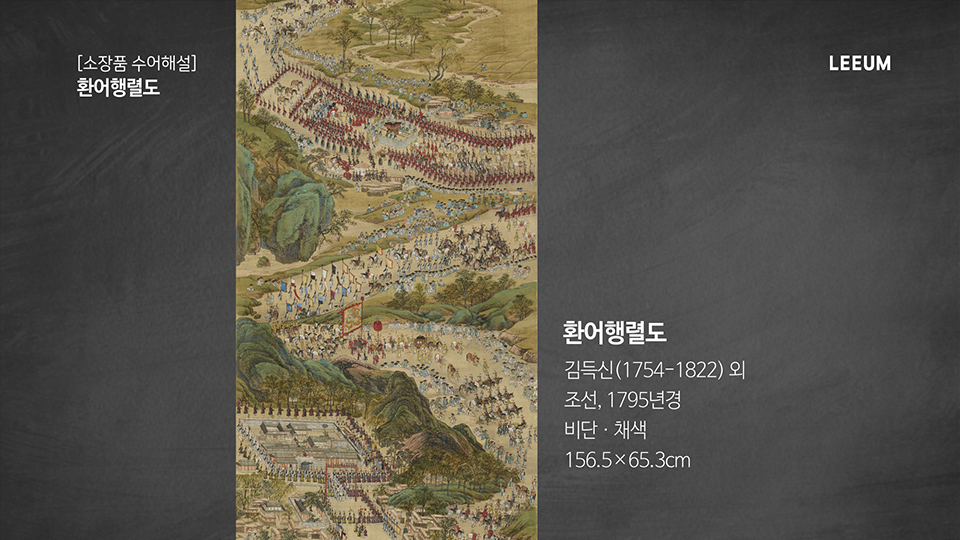 [소장품 수어해설]
환어행렬도
LEEUM
환어행렬도
김득신(1754-1822) 외
조선, 1795년경
비단 · 채색
156.5×65.3cm